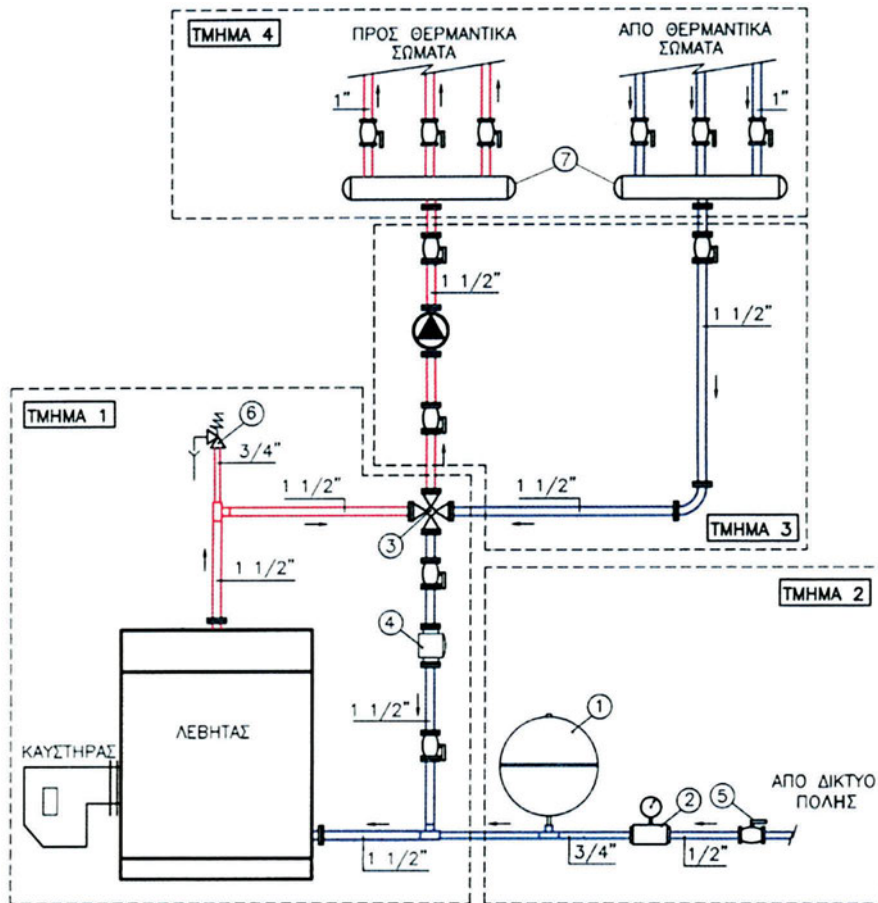 ΤΜΗΜΑ 4
ΠΡΟΣ ΘΕΡΜΑΝΤΙΚΑ
ΣΩΜΑΤΑ
ΑΠΟ ΘΕΡΜΑΝΤΙΚΑ
ΣΩΜΑΤΑ
1"
1"
7
1 1/2"
1 1/2"
ΤΜΗΜΑ 1
6
3/4"
1 1/2"
1 1/2"
3
ΤΜΗΜΑ 3
1 1/2"
ΤΜΗΜΑ 2
4
1 1/2"
1
ΛΕΒΗΤΑΣ
ΚΑΥΣΤΗΡΑΣ
2
5
ΑΠΟ ΔΙΚΤΥΟ
ΠΟΛΗΣ
1 1/2"
3/4"
1/2"